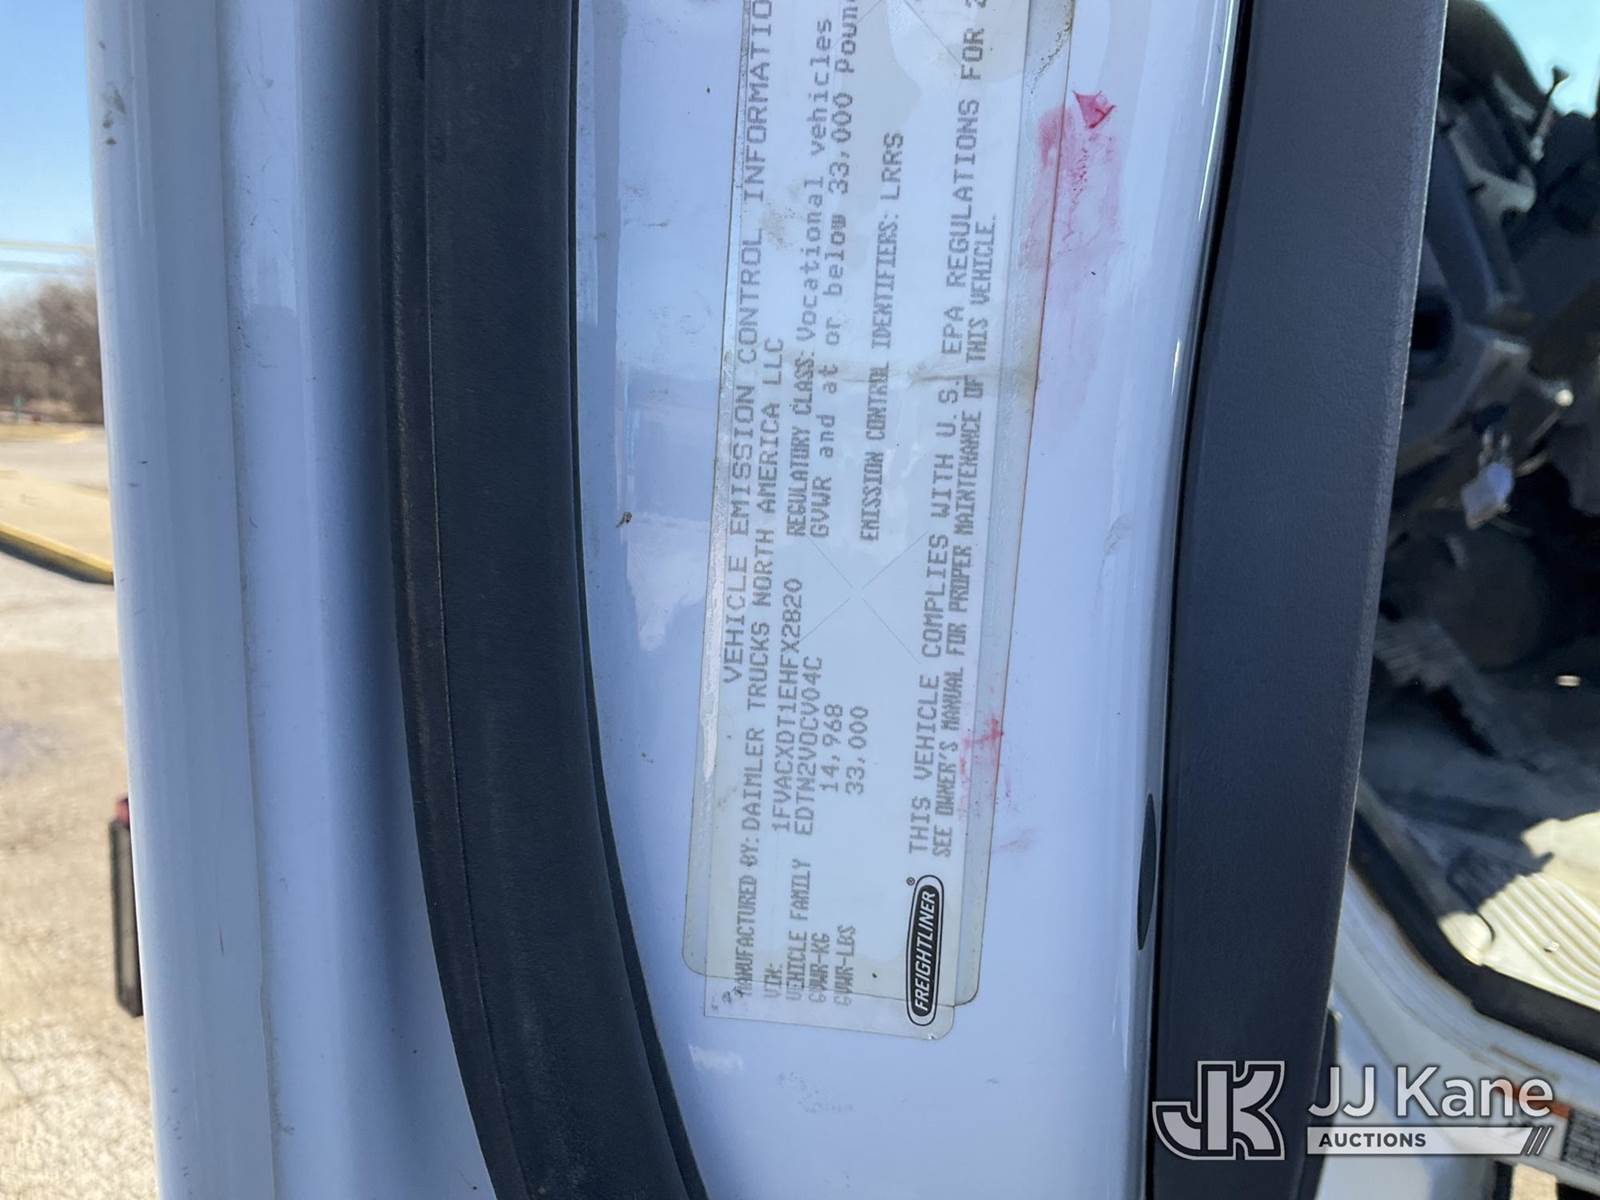 VEHICLE EMISSION CONTROL INFORMATIO
MANUFACTURED BY: DAIMLER TRUCKS NORTH AMERICA LLC
VIN: 1FVACXDT1EHFX2820
REGULATORY CLASS: Vocational vehicles
VEHICLE FAMILY EDTN2VOCV04C
GVWR and at or below 33,000 Poun
GVWR-KG 14,968
GVWR-LBS 33,000
EMISSION CONTROL IDENTIFIERS: LRRS
THIS VEHICLE COMPLIES WITH U.S. EPA REGULATIONS FOR
SEE OWNER'S MANUAL FOR PROPER MAINTENANCE OF THIS VEHICLE.
FREIGHTLINER®
JK JJ Kane
AUCTIONS